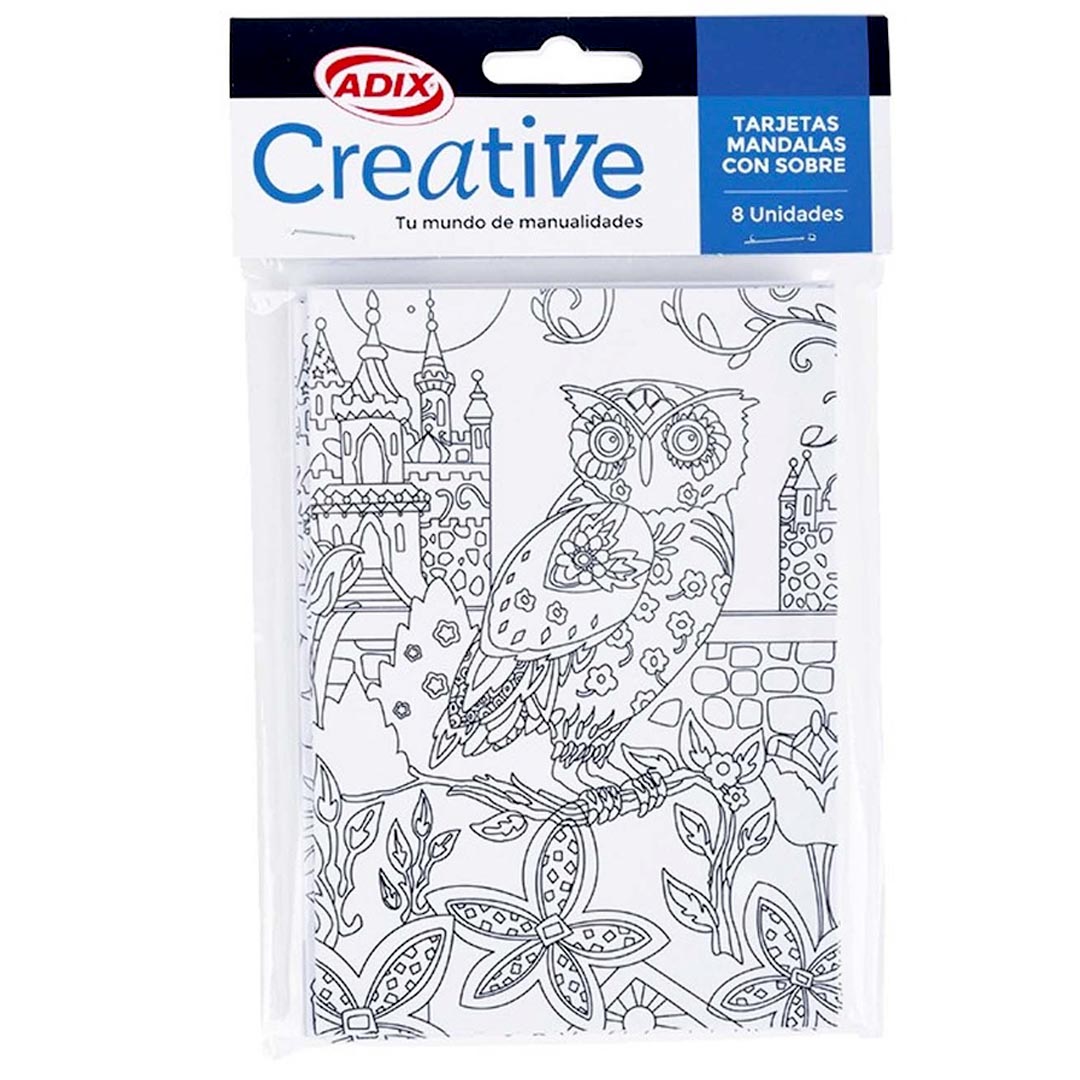 ADIX
Creative
Tu mundo de manualidades
TARJETAS
MANDALAS
CON SOBRE
8 Unidades